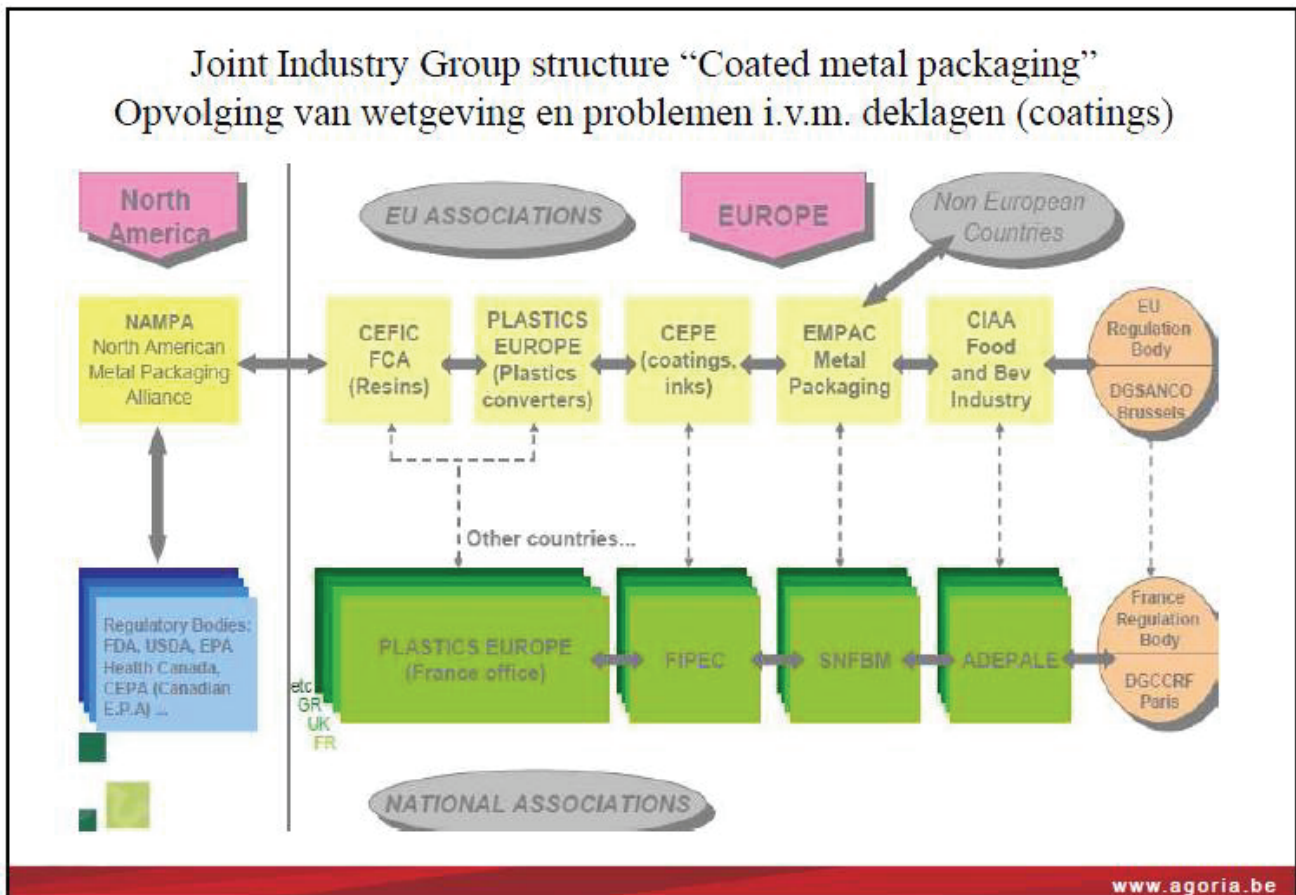 Joint Industry Group structure “Coated metal packaging”
Opvolging van wetgeving en problemen i.v.m. deklagen (coatings)
North
America
EU ASSOCIATIONS
EUROPE
Non European
Countries
NAMPA
North American
Metal Packaging
Alliance
CEFIC
FCA
(Resins)
PLASTICS
EUROPE
(Plastics
converters)
CEPE
(coatings,
inks)
EMPAC
Metal
Packaging
CIAA
Food
and Bev
Industry
EU
Regulation
Body
DGSANCO
Brussels
Other countries...
Regulatory Bodies:
FDA, USDA, EPA
Health Canada,
CEPA (Canadian
E.P.A) ...
etc
GR
UK
FR
PLASTICS EUROPE
(France office)
FIPEC
SNFBM
ADEPALE
France
Regulation
Body
DGCCRF
Paris
NATIONAL ASSOCIATIONS
www.agoria.be